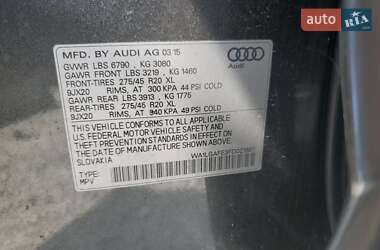 AUTO RIA.com
MFD. BY AUDI AG 03 15
GVWR LBS 6790 , KG 3080
GAWR FRONT LBS 3219 , KG 1460
FRONT-TIRES 275/45 R20 XL
9JX20 RIMS, AT 300 KPA 44 PSI COLD
GAWR REAR LBS 3913 , KG 1775
REAR-TIRES 275/45 R20 XL
9JX20 RIMS, AT 340 KPA 49 PSI COLD
Audi
THIS VEHICLE CONFORMS TO ALL APPLICABLE
U.S. FEDERAL MOTOR VEHICLE SAFETY AND
THEFT PREVENTION STANDARDS IN EFFECT ON THE
DATE OF MANUFACTURE SHOWN ABOVE.
SLOVAKIA
TYPE:
MPV